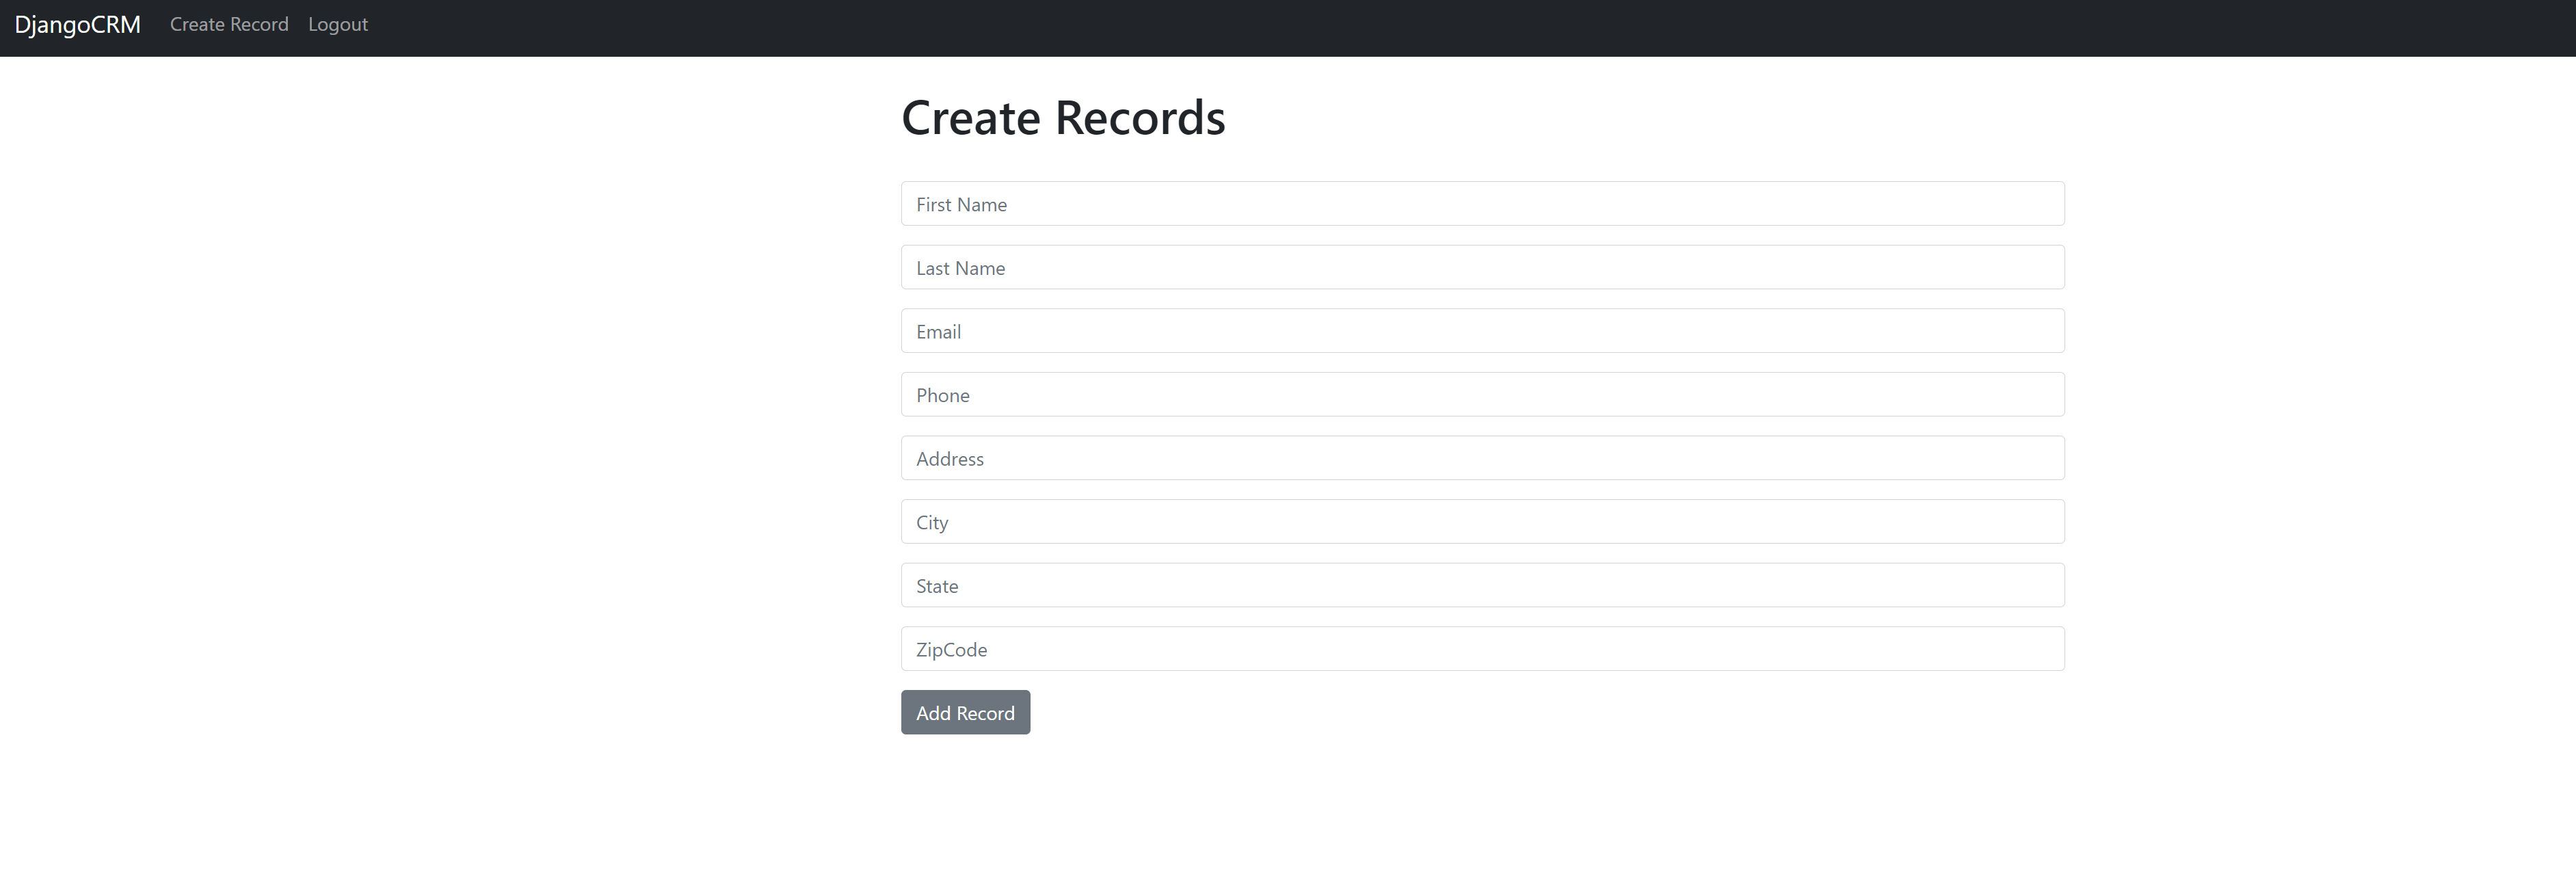 DjangoCRM Create Record Logout
Create Records
First Name
Last Name
Email
Phone
Address
City
State
ZipCode
Add Record